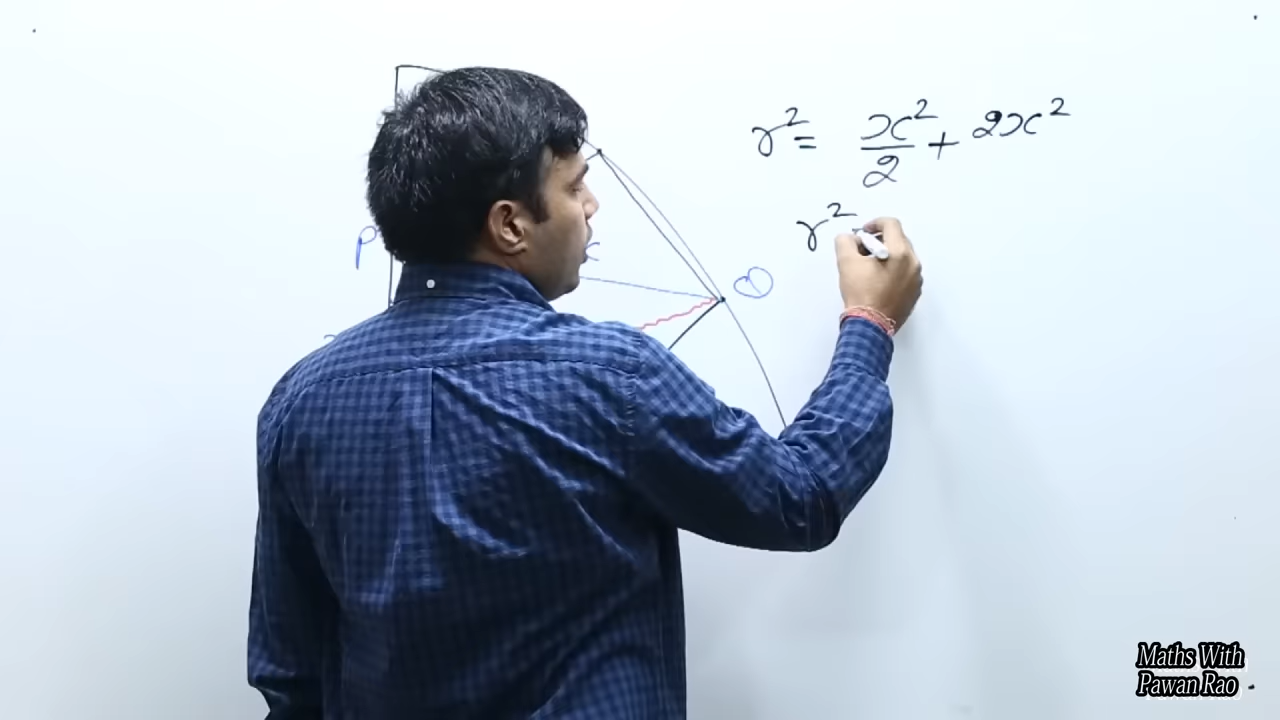 r² = x²/2 + 2x²
r²
P
Maths With
Pawan Rao